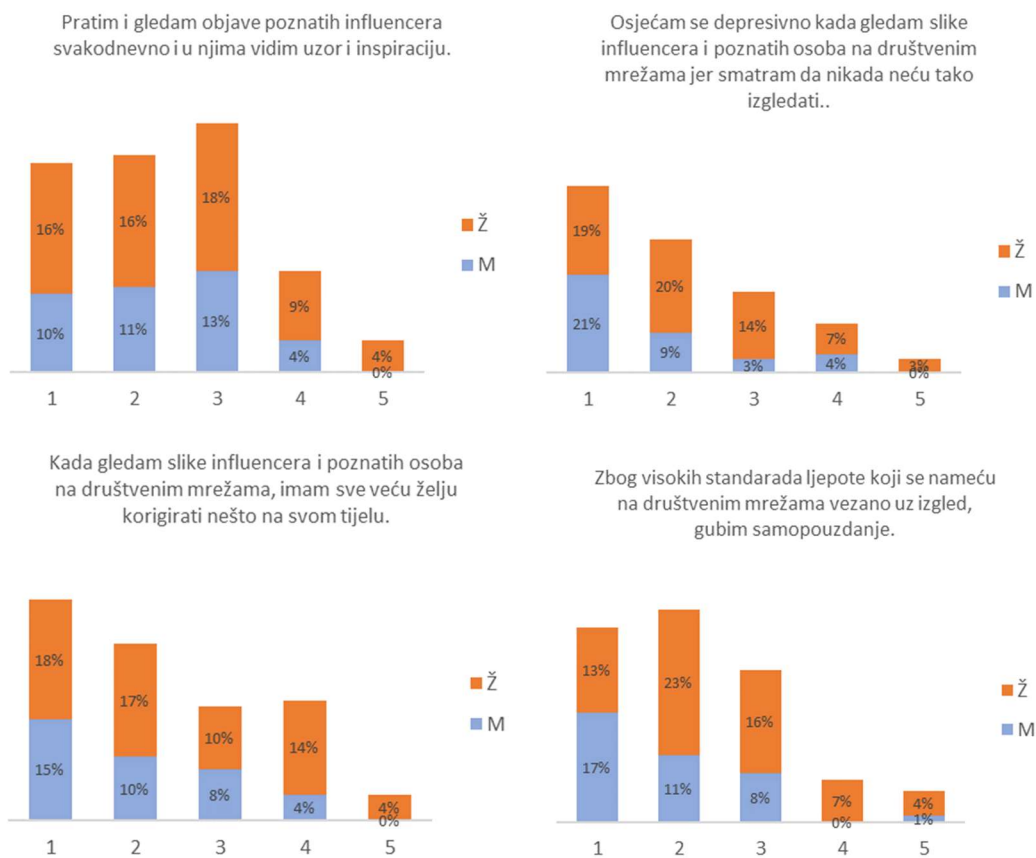 Pratim i gledam objave poznatih influencera
svakodnevno i u njima vidim uzor i inspiraciju.
16%
16%
18%
9%
4%
10%
11%
13%
4%
0%
Ž
M
1 2 3 4 5
Osjećam se depresivno kada gledam slike
influencera i poznatih osoba na društvenim
mrežama jer smatram da nikada neću tako
izgledati..
19%
20%
14%
7%
3%
21%
9%
3%
4%
0%
Ž
M
1 2 3 4 5
Kada gledam slike influencera i poznatih osoba
na društvenim mrežama, imam sve veću želju
korigirati nešto na svom tijelu.
18%
17%
10%
14%
4%
15%
10%
8%
4%
0%
Ž
M
1 2 3 4 5
Zbog visokih standarada ljepote koji se nameću
na društvenim mrežama vezano uz izgled,
gubim samopouzdanje.
13%
23%
16%
7%
4%
17%
11%
8%
0%
1%
Ž
M
1 2 3 4 5